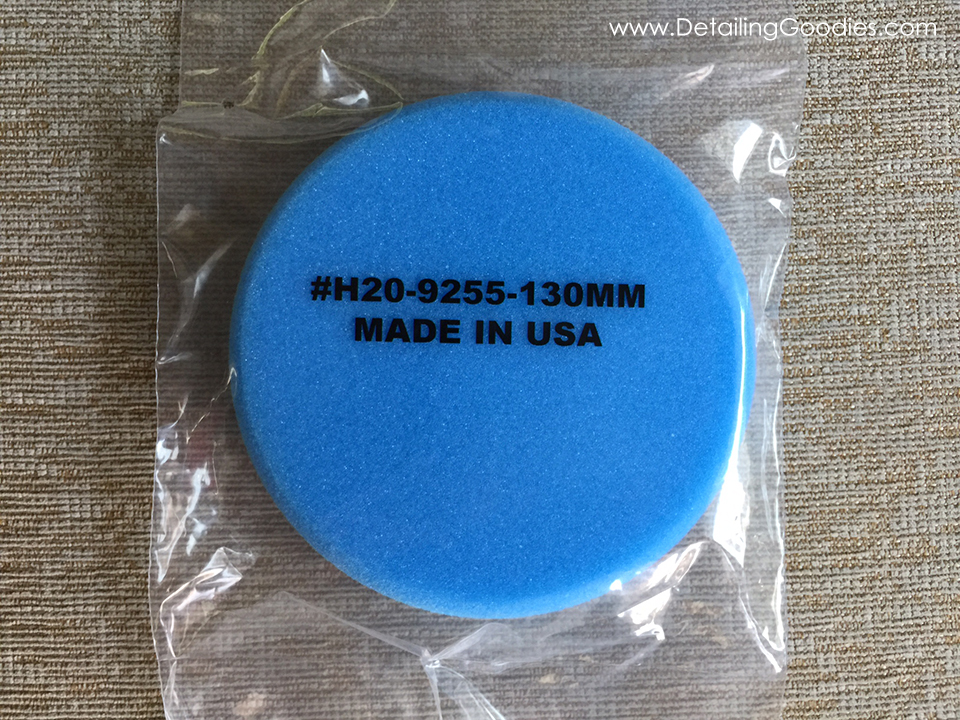 www.DetailingGoodies.com
#H20-9255-130MM
MADE IN USA